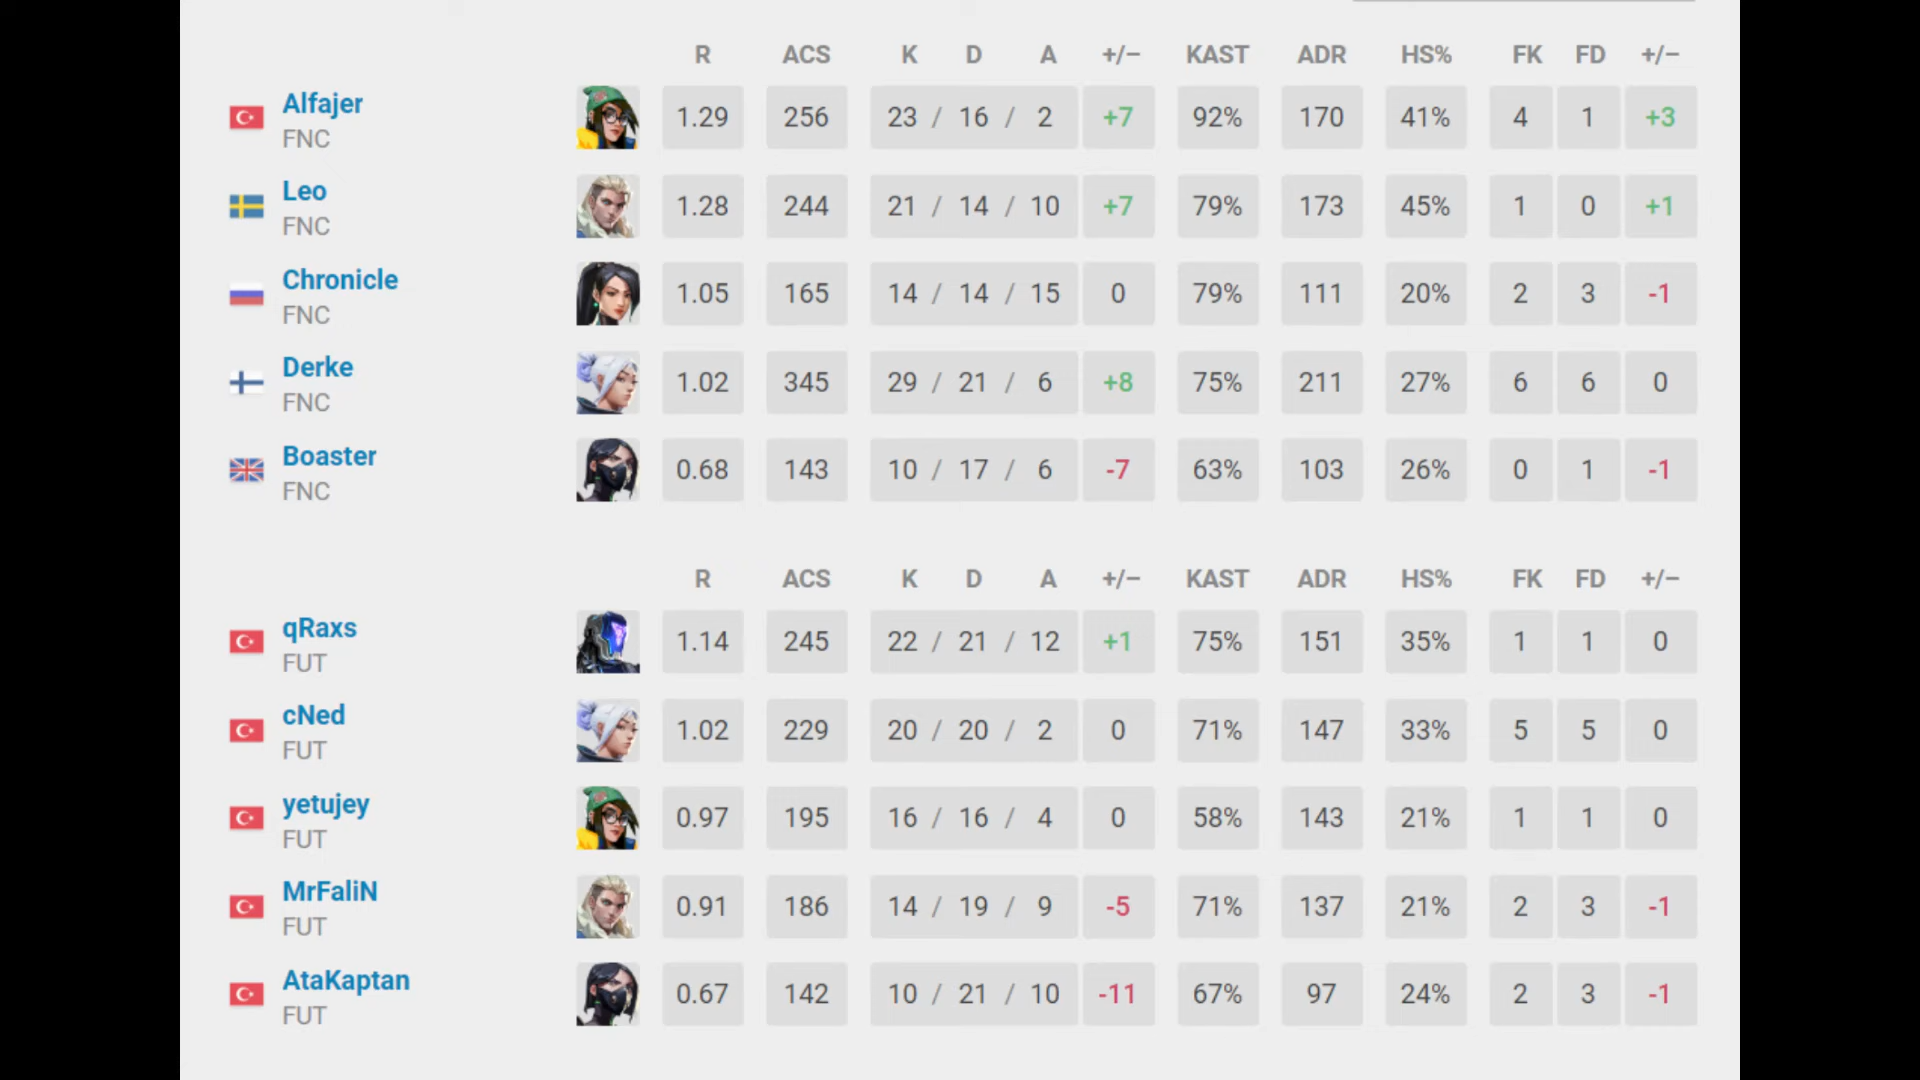 R ACS K D A +/– KAST ADR HS% FK FD +/–
Alfajer
FNC
1.29 256 23 / 16 / 2 +7 92% 170 41% 4 1 +3
Leo
FNC
1.28 244 21 / 14 / 10 +7 79% 173 45% 1 0 +1
Chronicle
FNC
1.05 165 14 / 14 / 15 0 79% 111 20% 2 3 -1
Derke
FNC
1.02 345 29 / 21 / 6 +8 75% 211 27% 6 6 0
Boaster
FNC
0.68 143 10 / 17 / 6 -7 63% 103 26% 0 1 -1
R ACS K D A +/– KAST ADR HS% FK FD +/–
qRaxs
FUT
1.14 245 22 / 21 / 12 +1 75% 151 35% 1 1 0
cNed
FUT
1.02 229 20 / 20 / 2 0 71% 147 33% 5 5 0
yetujey
FUT
0.97 195 16 / 16 / 4 0 58% 143 21% 1 1 0
MrFaliN
FUT
0.91 186 14 / 19 / 9 -5 71% 137 21% 2 3 -1
AtaKaptan
FUT
0.67 142 10 / 21 / 10 -11 67% 97 24% 2 3 -1